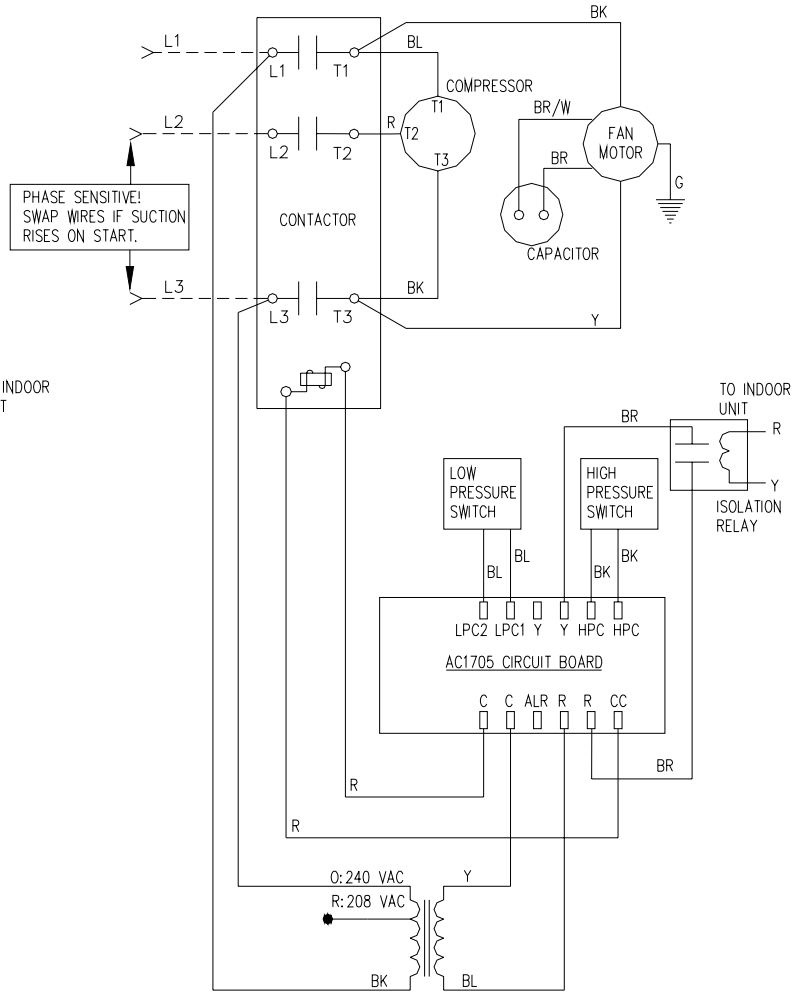 BK
L1
BL
L1
T1
COMPRESSOR
T1
BR/W
L2
R
T2
FAN
MOTOR
L2
T2
T3
BR
G
PHASE SENSITIVE!
SWAP WIRES IF SUCTION
RISES ON START.
CONTACTOR
CAPACITOR
L3
BK
L3
T3
Y
INDOOR
T
TO INDOOR
UNIT
BR
R
LOW
PRESSURE
SWITCH
HIGH
PRESSURE
SWITCH
Y
ISOLATION
RELAY
BL
BK
BL
BK
LPC2 LPC1 Y Y HPC HPC
AC1705 CIRCUIT BOARD
C C ALR R R CC
BR
R
R
O:240 VAC
Y
R:208 VAC
BK
BL